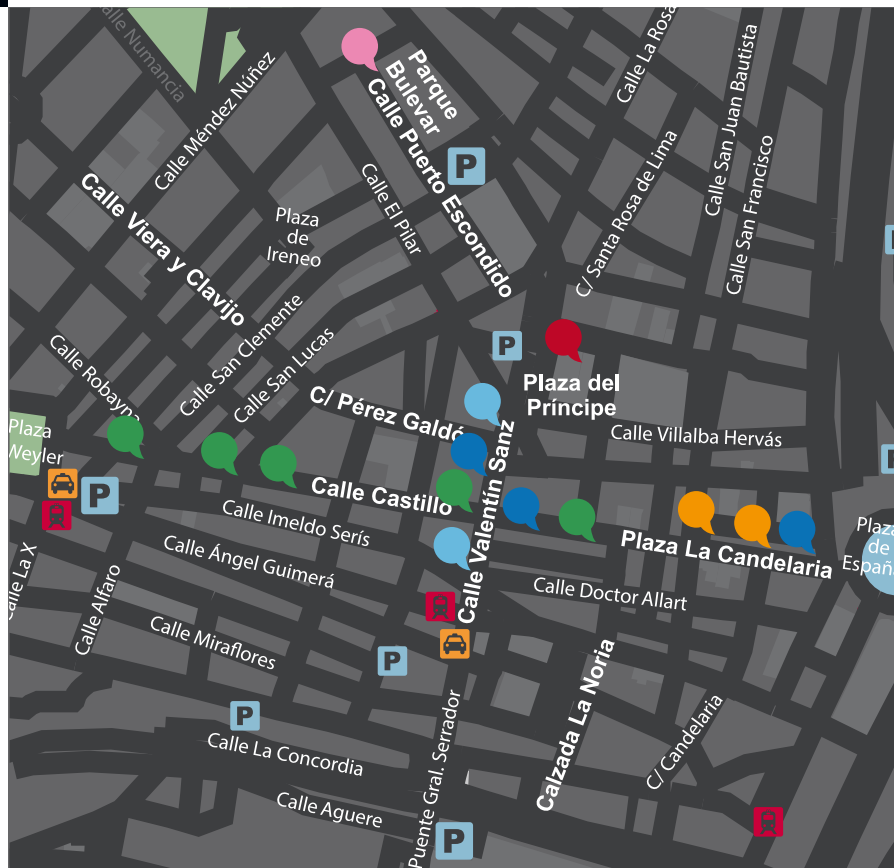 Calle Numancia
Calle Méndez Núñez
Parque
Bulevar
Calle Puerto Escondido
Calle La Rosa
Calle San Juan Bautista
Calle San Francisco
C/ Santa Rosa de Lima
P
Calle El Pilar
Calle Viera y Clavijo
Plaza
de
Ireneo
Calle San Clemente
Calle San Lucas
Calle Robayna
P
Plaza del
Príncipe
C/ Pérez Galdó
Calle Valentín Sanz
Calle Villalba Hervás
Plaza
Weyler
P
Calle Castillo
Calle Imeldo Serís
Calle Ángel Guimerá
Plaza La Candelaria
Plaza
de
España
Calle La X
Calle Alfaro
Calle Doctor Allart
Calle Miraflores
P
Calzada La Noria
P
Calle La Concordia
Puente Gral. Serrador
C/ Candelaria
Calle Aguere
P